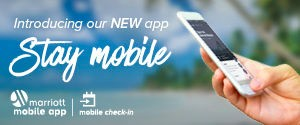 Introducing our NEW app
Stay mobile
marriott
mobile app
mobile check-in